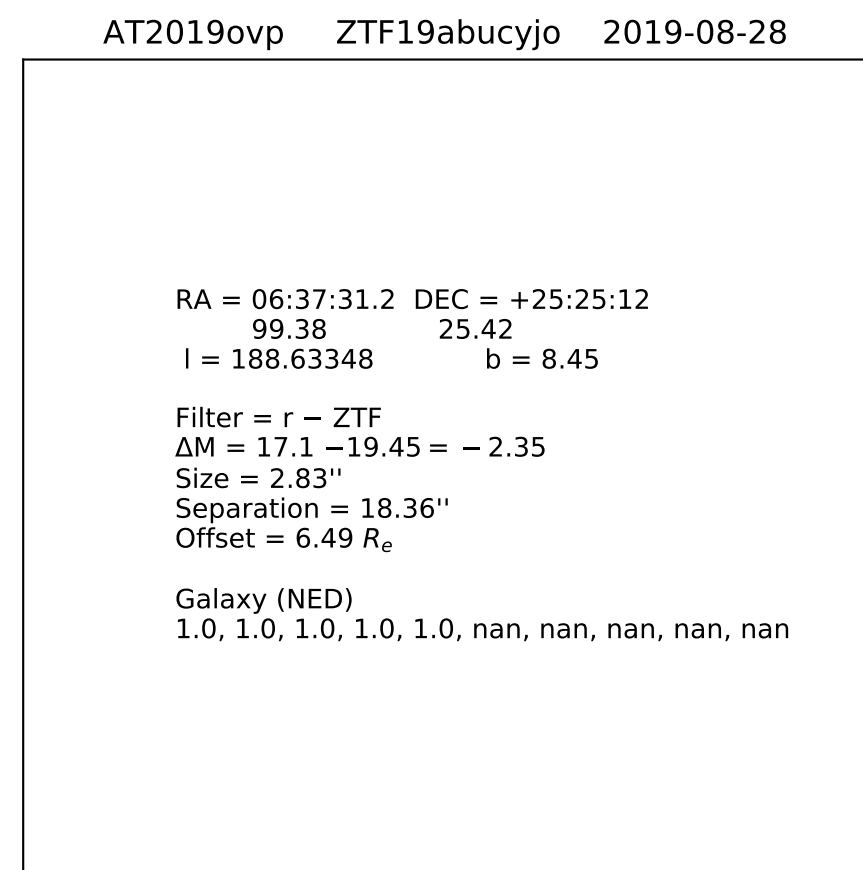 AT2019ovp ZTF19abucyjo 2019-08-28
RA = 06:37:31.2 DEC = +25:25:12
99.38 25.42
l = 188.63348 b = 8.45
Filter = r − ZTF
ΔM = 17.1 −19.45 = − 2.35
Size = 2.83''
Separation = 18.36''
Offset = 6.49 Rₑ
Galaxy (NED)
1.0, 1.0, 1.0, 1.0, 1.0, nan, nan, nan, nan, nan